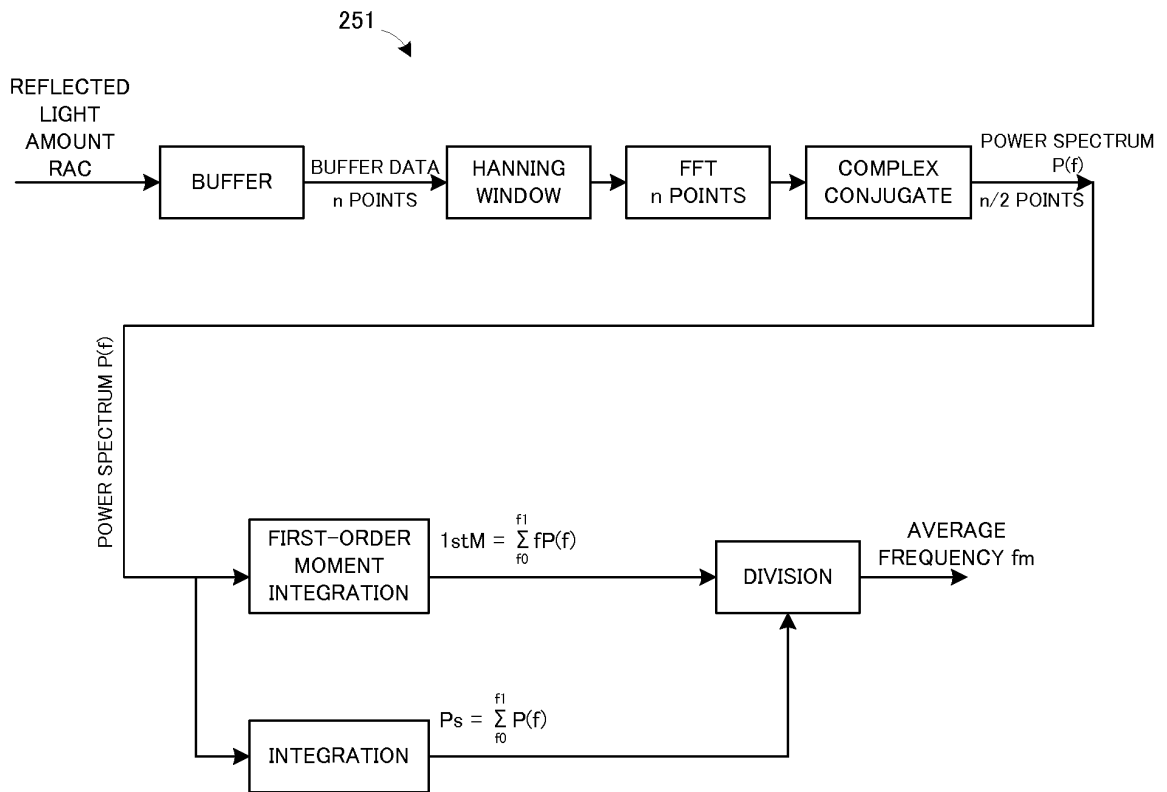 251
REFLECTED
LIGHT
AMOUNT
RAC
BUFFER
BUFFER DATA
n POINTS
HANNING
WINDOW
FFT
n POINTS
COMPLEX
CONJUGATE
POWER SPECTRUM
P(f)
n/2 POINTS
POWER SPECTRUM P(f)
FIRST-ORDER
MOMENT
INTEGRATION
f1
1stM = Σ fP(f)
f0
DIVISION
AVERAGE
FREQUENCY fm
INTEGRATION
f1
Ps = Σ P(f)
f0